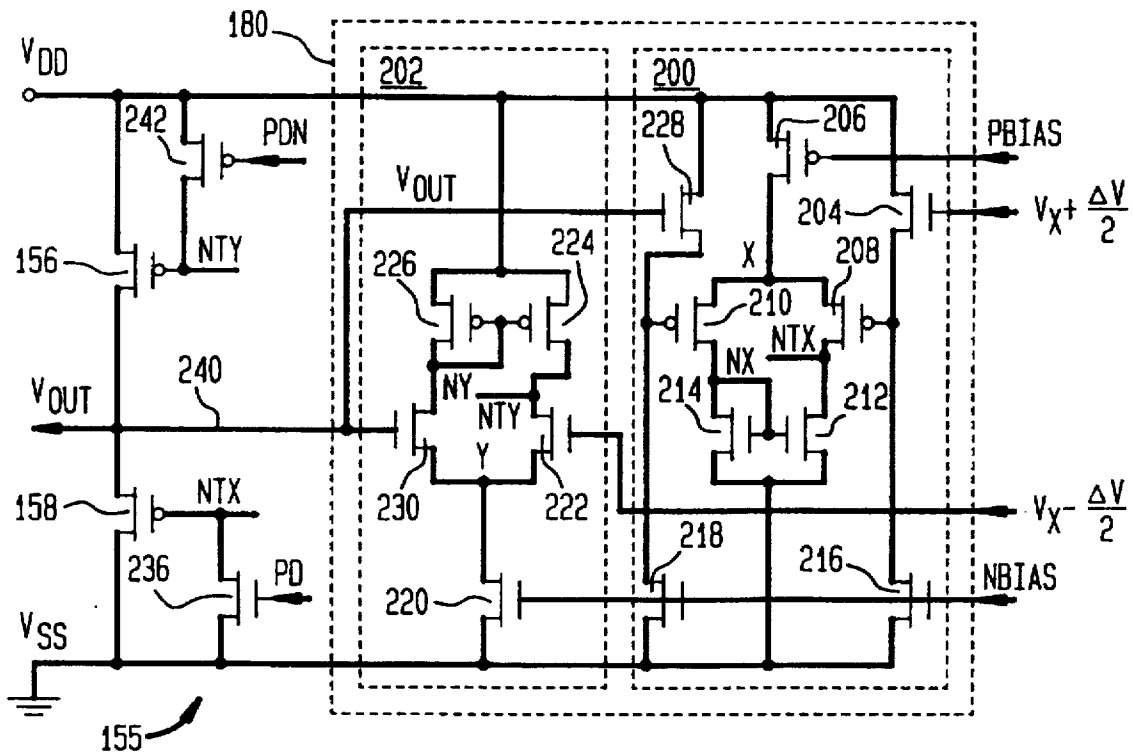 180
V_DD
202
200
242
PDN
228
206
PBIAS
V_OUT
204
V_X + ΔV/2
156
NTY
226
224
X
208
210
NTX
NX
V_OUT
240
NY
NTY
214
212
Y
158
NTX
230
222
V_X - ΔV/2
218
236
PD
220
216
NBIAS
V_SS
155